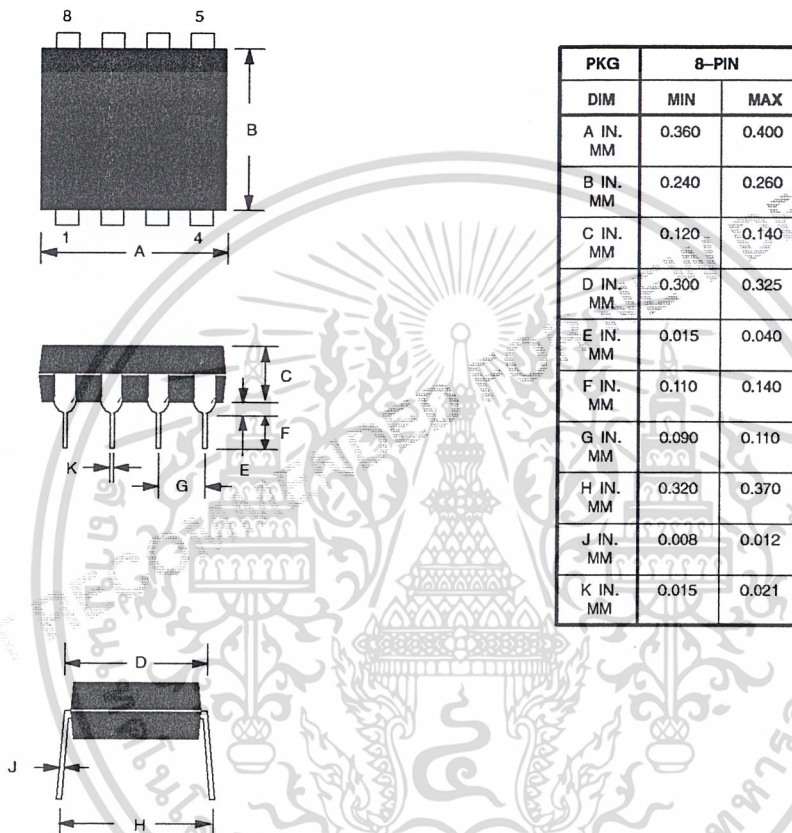 8 5
B
1 4
A
C
F
E
K
G
D
J
H
PKG 8–PIN
DIM MIN MAX
A IN. 0.360 0.400
MM
B IN. 0.240 0.260
MM
C IN. 0.120 0.140
MM
D IN. 0.300 0.325
MM
E IN. 0.015 0.040
MM
F IN. 0.110 0.140
MM
G IN. 0.090 0.110
MM
H IN. 0.320 0.370
MM
J IN. 0.008 0.012
MM
K IN. 0.015 0.021
MM